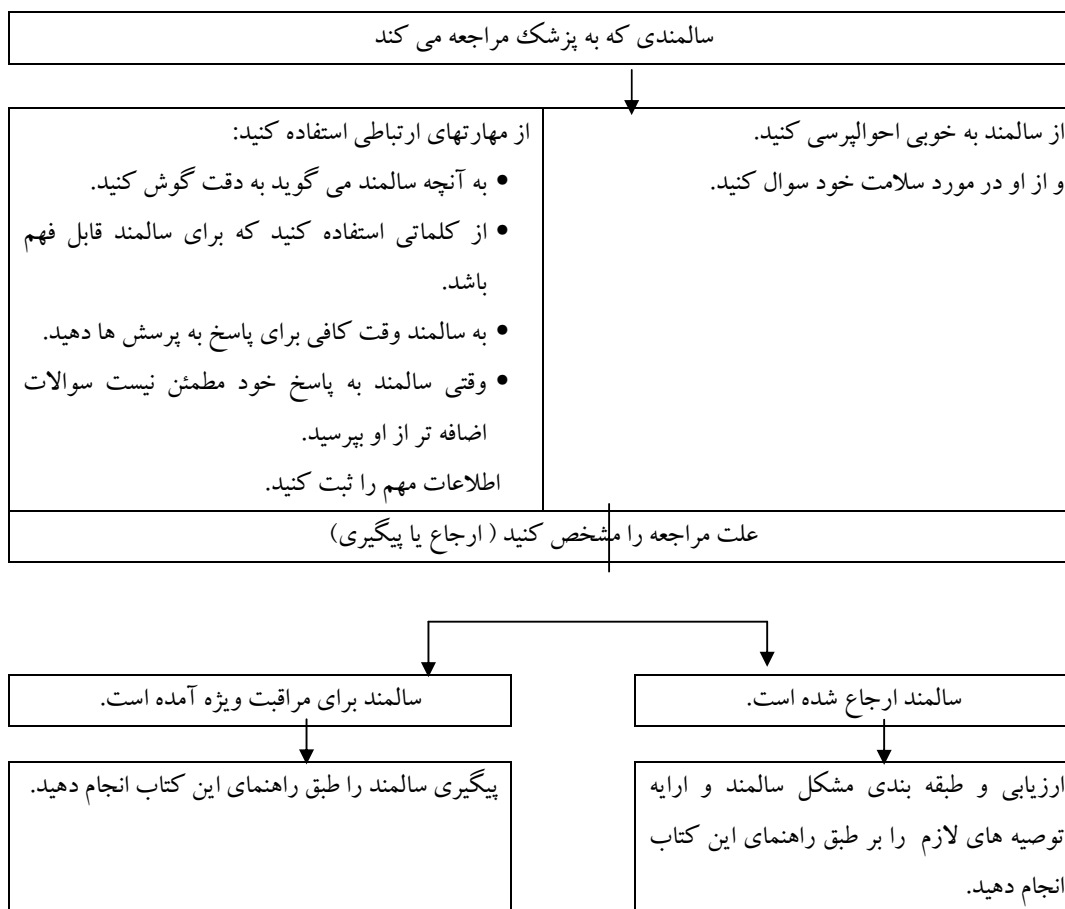 سالمندی که به پزشک مراجعه می کند
از سالمند به خوبی احوالپرسی کنید.
و از او در مورد سلامت خود سوال کنید.
از مهارتهای ارتباطی استفاده کنید:
• به آنچه سالمند می گوید به دقت گوش کنید.
• از کلماتی استفاده کنید که برای سالمند قابل فهم
باشد.
• به سالمند وقت کافی برای پاسخ به پرسش ها دهید.
• وقتی سالمند به پاسخ خود مطمئن نیست سوالات
اضافه تر از او بپرسید.
اطلاعات مهم را ثبت کنید.
علت مراجعه را مشخص کنید ( ارجاع یا پیگیری)
سالمند ارجاع شده است.
سالمند برای مراقبت ویژه آمده است.
ارزیابی و طبقه بندی مشکل سالمند و ارایه
توصیه های لازم را بر طبق راهنمای این کتاب
انجام دهید.
پیگیری سالمند را طبق راهنمای این کتاب انجام دهید.